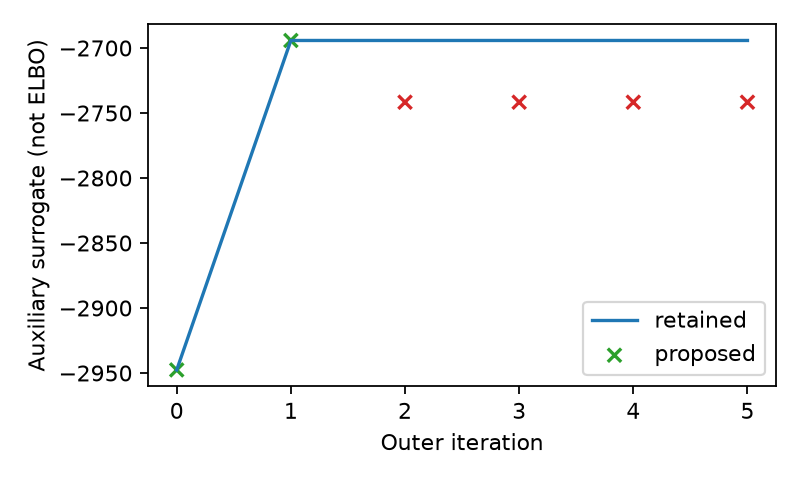 Auxiliary surrogate (not ELBO)
−2700
−2750
−2800
−2850
−2900
−2950
retained
proposed
0 1 2 3 4 5
Outer iteration